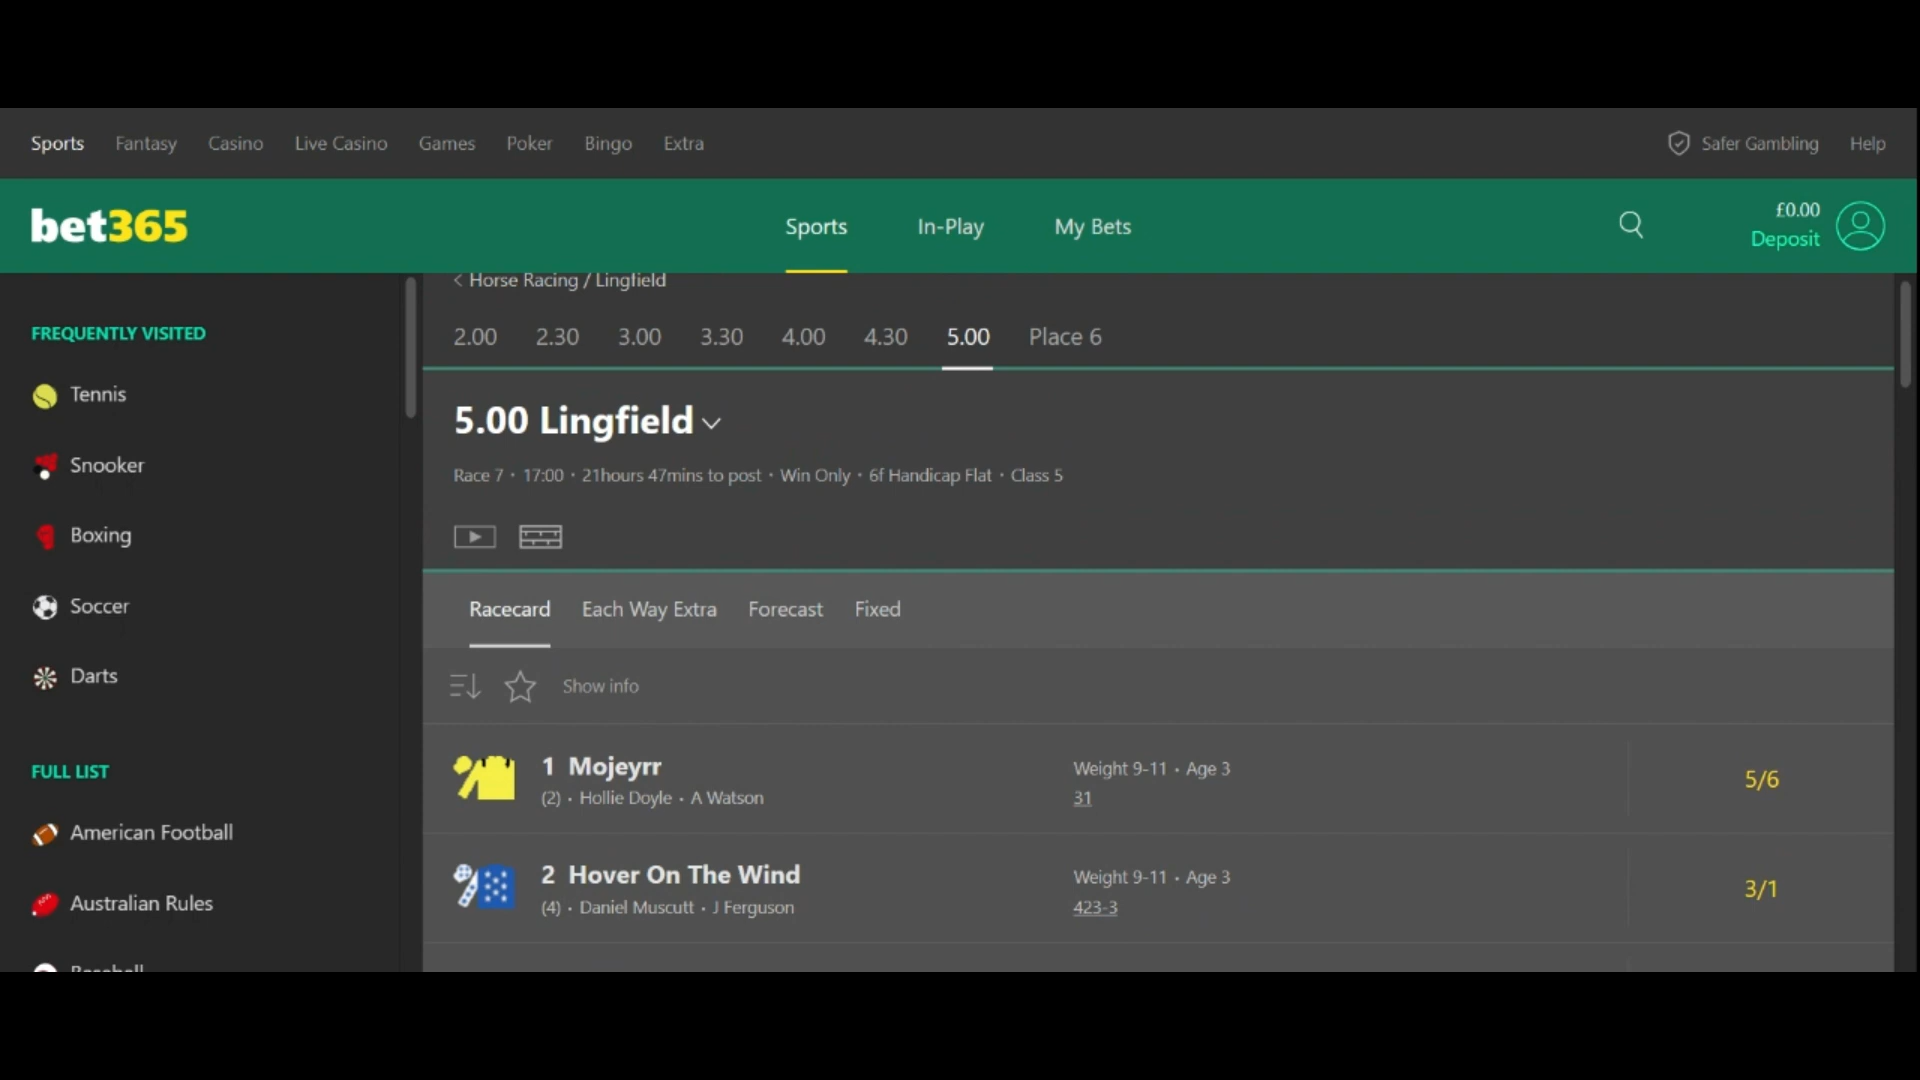 Sports Fantasy Casino Live Casino Games Poker Bingo Extra Safer Gambling Help
bet365 Sports In-Play My Bets £0.00
Deposit
FREQUENTLY VISITED
Tennis
Snooker
Boxing
Soccer
Darts
FULL LIST
American Football
Australian Rules
Baseball
< Horse Racing / Lingfield
2.00 2.30 3.00 3.30 4.00 4.30 5.00 Place 6
5.00 Lingfield
Race 7 • 17:00 • 21hours 47mins to post • Win Only • 6f Handicap Flat • Class 5
Racecard Each Way Extra Forecast Fixed
Show info
1 Mojeyrr Weight 9-11 • Age 3 5/6
(2) • Hollie Doyle • A Watson 31
2 Hover On The Wind Weight 9-11 • Age 3 3/1
(4) • Daniel Muscutt • J Ferguson 423-3